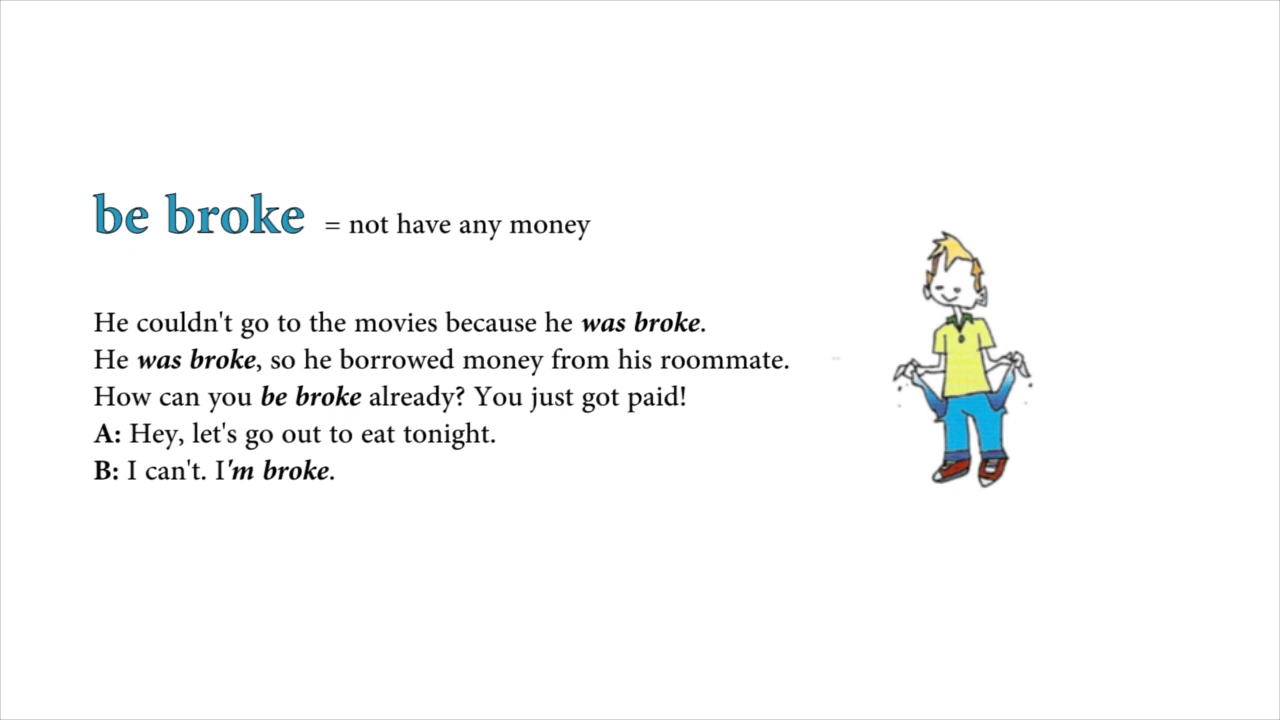 be broke = not have any money
He couldn't go to the movies because he was broke.
He was broke, so he borrowed money from his roommate.
How can you be broke already? You just got paid!
A: Hey, let's go out to eat tonight.
B: I can't. I'm broke.